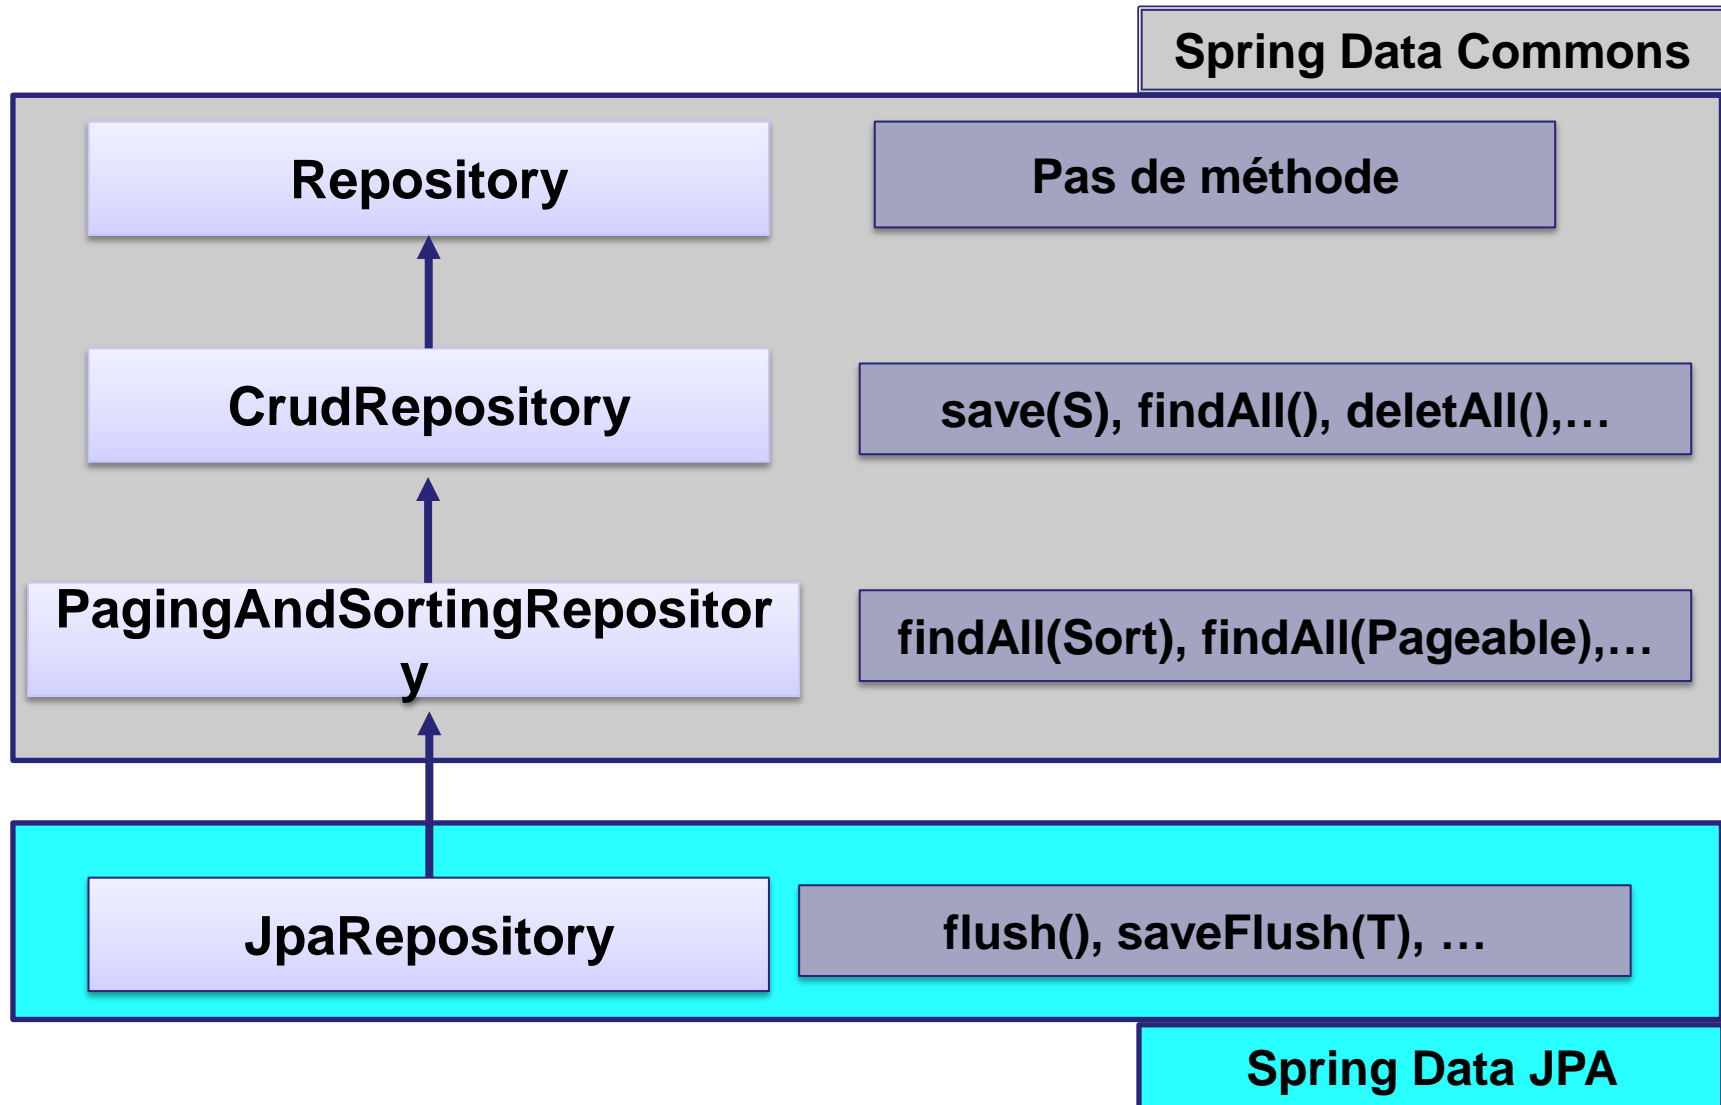 Spring Data Commons
Repository
Pas de méthode
CrudRepository
save(S), findAll(), deletAll(),…
PagingAndSortingRepositor
y
findAll(Sort), findAll(Pageable),…
JpaRepository
flush(), saveFlush(T), …
Spring Data JPA